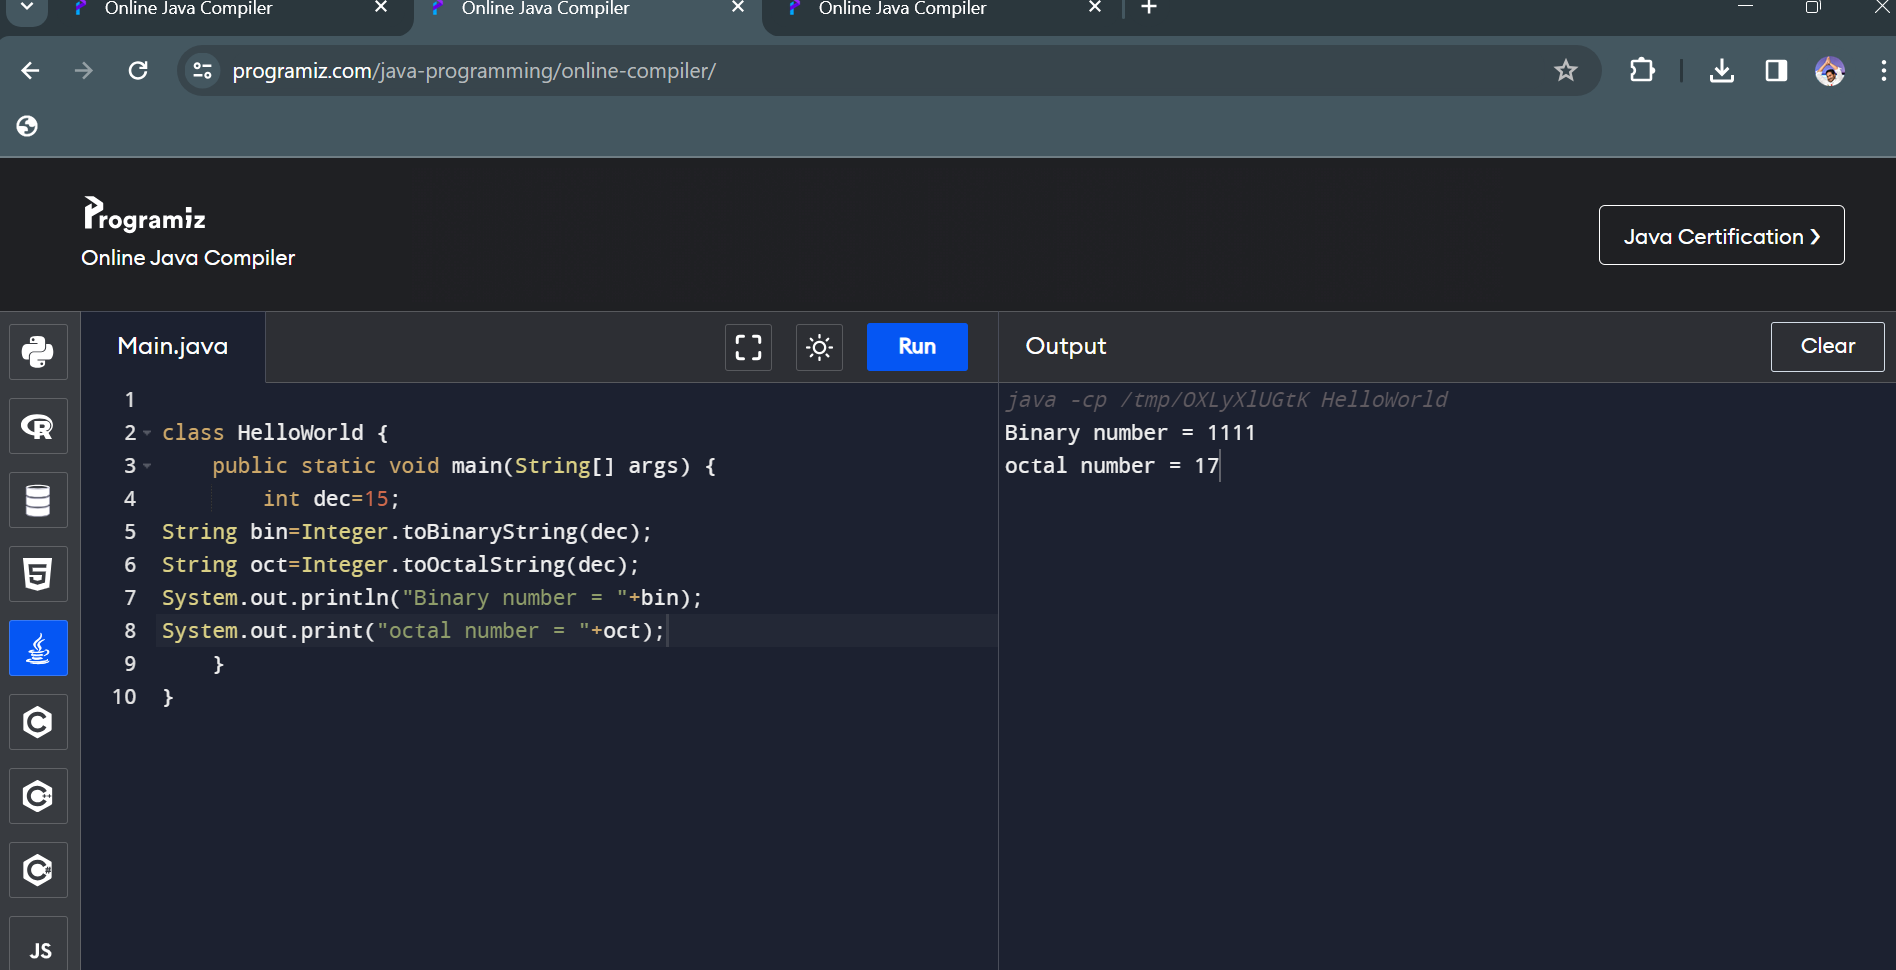 Online Java Compiler Online Java Compiler Online Java Compiler
programiz.com/java-programming/online-compiler/
Programiz
Online Java Compiler
Java Certification ❯
Main.java
Run
Output
Clear
1
2 class HelloWorld {
3     public static void main(String[] args) {
4         int dec=15;
5 String bin=Integer.toBinaryString(dec);
6 String oct=Integer.toOctalString(dec);
7 System.out.println("Binary number = "+bin);
8 System.out.print("octal number = "+oct);
9     }
10 }
java -cp /tmp/OXLyXlUGtK HelloWorld
Binary number = 1111
octal number = 17
R
5
C
C++
C#
JS